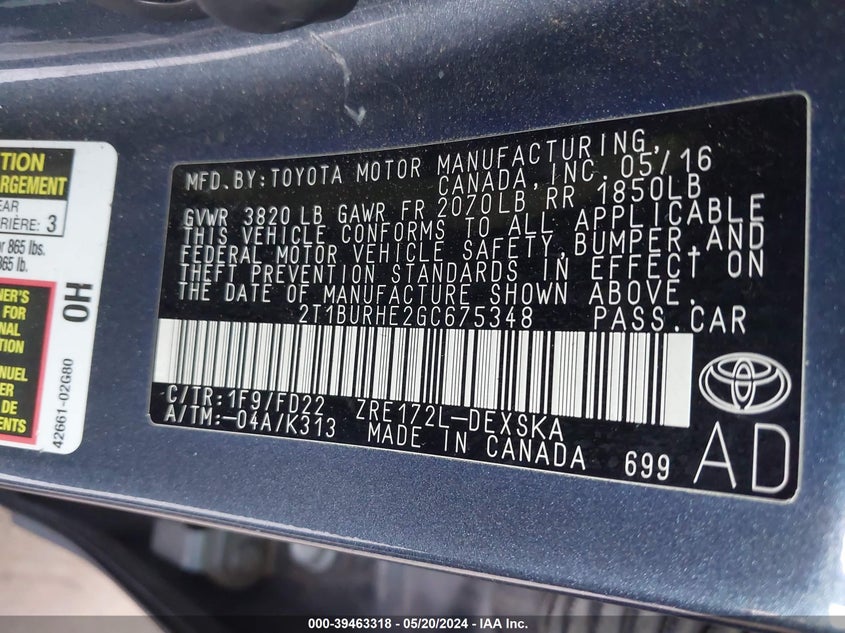 TION
RGEMENT
EAR
RIÈRE: 3
or 865 lbs.
865 lb.
NER'S
FOR
NAL
ION
NUEL
IRE
DE
S
OH
42661-02G80
MFD.BY:TOYOTA MOTOR MANUFACTURING,
CANADA, INC. 05/16
GVWR 3820 LB GAWR FR 2070LB RR 1850LB
THIS VEHICLE CONFORMS TO ALL APPLICABLE
FEDERAL MOTOR VEHICLE SAFETY,BUMPER,AND
THEFT PREVENTION STANDARDS IN EFFECT ON
THE DATE OF MANUFACTURE SHOWN ABOVE.
2T1BURHE2GC675348 PASS.CAR
C/TR:1F9/FD22 ZRE172L-DEXSKA
A/TM:-04A/K313 MADE IN CANADA 699
AD
000-39463318 - 05/20/2024 - IAA Inc.